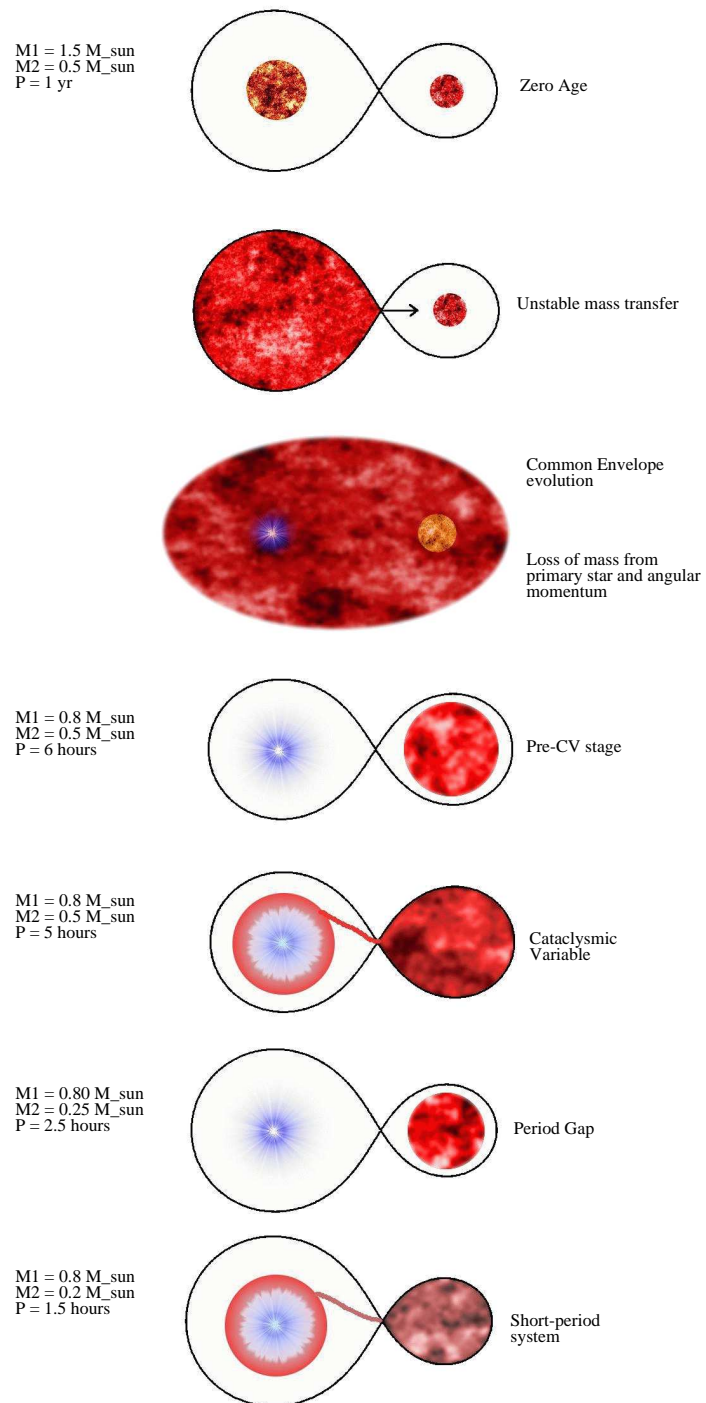 M1 = 1.5 M_sun
M2 = 0.5 M_sun
P = 1 yr
Zero Age
Unstable mass transfer
Common Envelope
evolution
Loss of mass from
primary star and angular
momentum
M1 = 0.8 M_sun
M2 = 0.5 M_sun
P = 6 hours
Pre-CV stage
M1 = 0.8 M_sun
M2 = 0.5 M_sun
P = 5 hours
Cataclysmic
Variable
M1 = 0.80 M_sun
M2 = 0.25 M_sun
P = 2.5 hours
Period Gap
M1 = 0.8 M_sun
M2 = 0.2 M_sun
P = 1.5 hours
Short-period
system